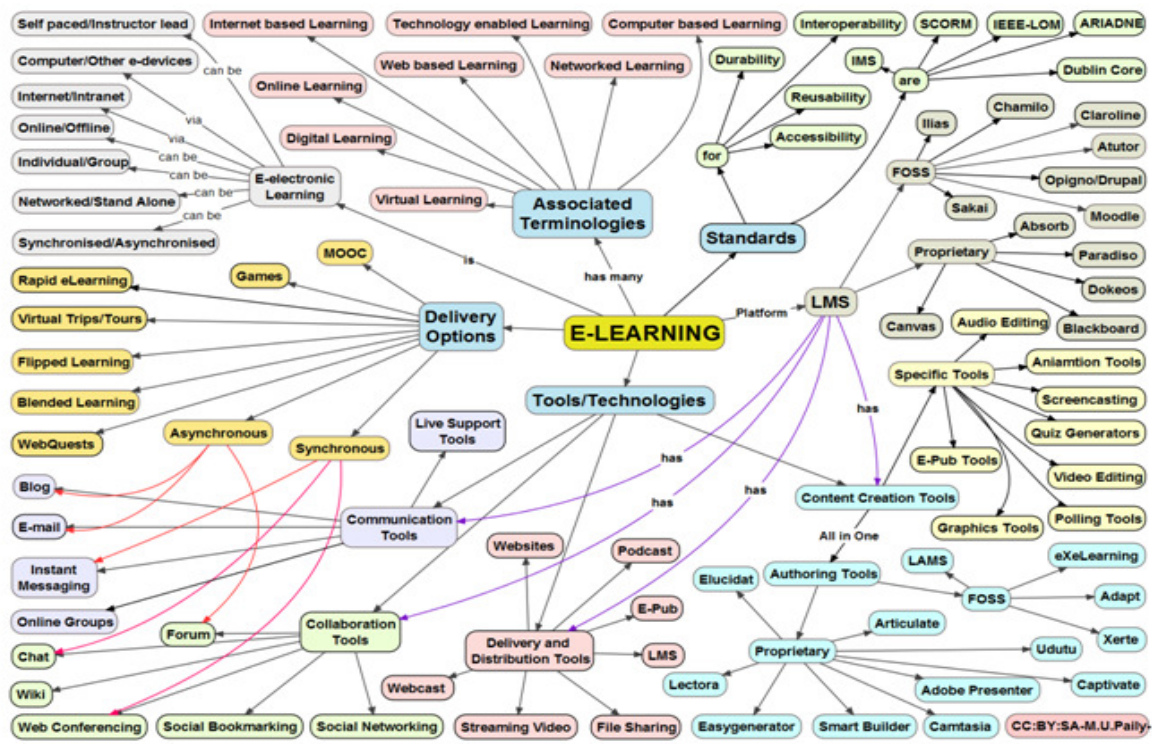 Self paced/Instructor lead
Internet based Learning
Technology enabled Learning
Computer based Learning
Interoperability
SCORM
IEEE-LOM
ARIADNE
Computer/Other e-devices
can be
Web based Learning
Networked Learning
Durability
IMS
are
Dublin Core
Internet/Intranet
Online Learning
Reusability
Chamilo
Claroline
via
Online/Offline
Digital Learning
Accessibility
Ilias
Atutor
via
can be
for
Individual/Group
can be
E-electronic
Learning
FOSS
Opigno/Drupal
Networked/Stand Alone
can be
Virtual Learning
Associated
Terminologies
Sakai
Moodle
can be
Synchronised/Asynchronised
Standards
Absorb
MOOC
is
has many
Proprietary
Paradiso
Rapid eLearning
Games
Dokeos
Virtual Trips/Tours
Delivery
Options
E-LEARNING
Platform
LMS
Canvas
Blackboard
Audio Editing
Flipped Learning
Specific Tools
Aniamtion Tools
Blended Learning
Tools/Technologies
has
Screencasting
WebQuests
Asynchronous
Synchronous
Live Support
Tools
Quiz Generators
has
E-Pub Tools
Video Editing
Blog
has
has
Content Creation Tools
E-mail
Communication
Tools
Graphics Tools
Polling Tools
All in One
Websites
Podcast
LAMS
eXeLearning
Instant
Messaging
Elucidat
Authoring Tools
FOSS
Adapt
Online Groups
E-Pub
Forum
Collaboration
Tools
Articulate
Xerte
Chat
Delivery and
Distribution Tools
LMS
Proprietary
Udutu
Wiki
Webcast
Lectora
Adobe Presenter
Captivate
Web Conferencing
Social Bookmarking
Social Networking
Streaming Video
File Sharing
Easygenerator
Smart Builder
Camtasia
CC:BY:SA-M.U.Paily-